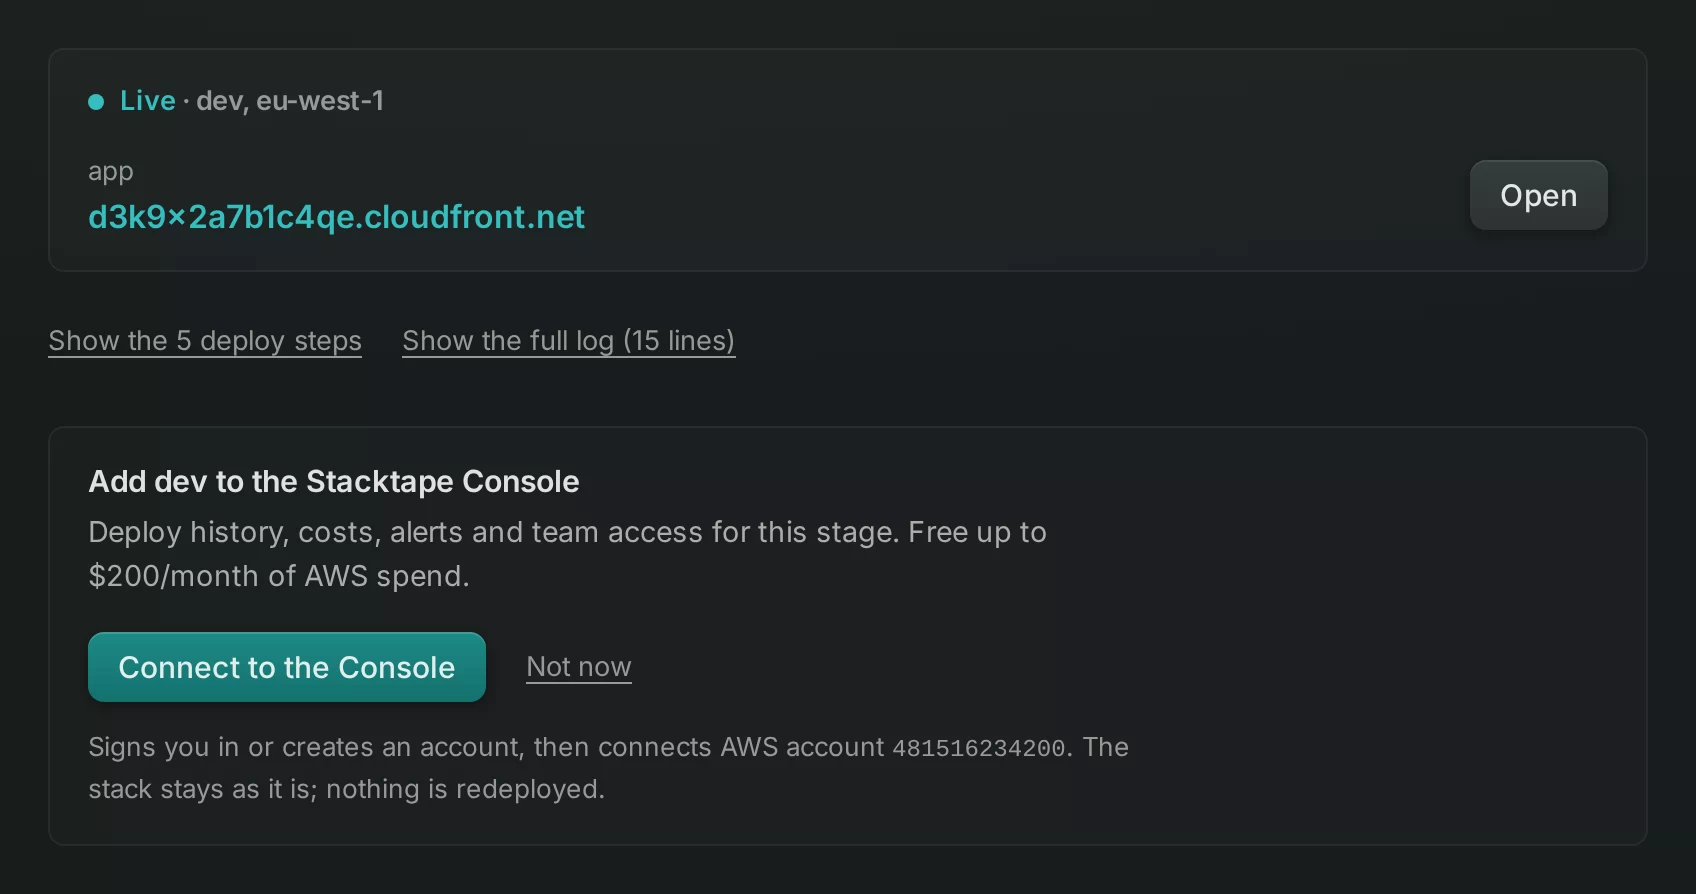 Live · dev, eu-west-1
app
d3k9×2a7b1c4qe.cloudfront.net
Open
Show the 5 deploy steps
Show the full log (15 lines)
Add dev to the Stacktape Console
Deploy history, costs, alerts and team access for this stage. Free up to
$200/month of AWS spend.
Connect to the Console
Not now
Signs you in or creates an account, then connects AWS account 481516234200. The
stack stays as it is; nothing is redeployed.